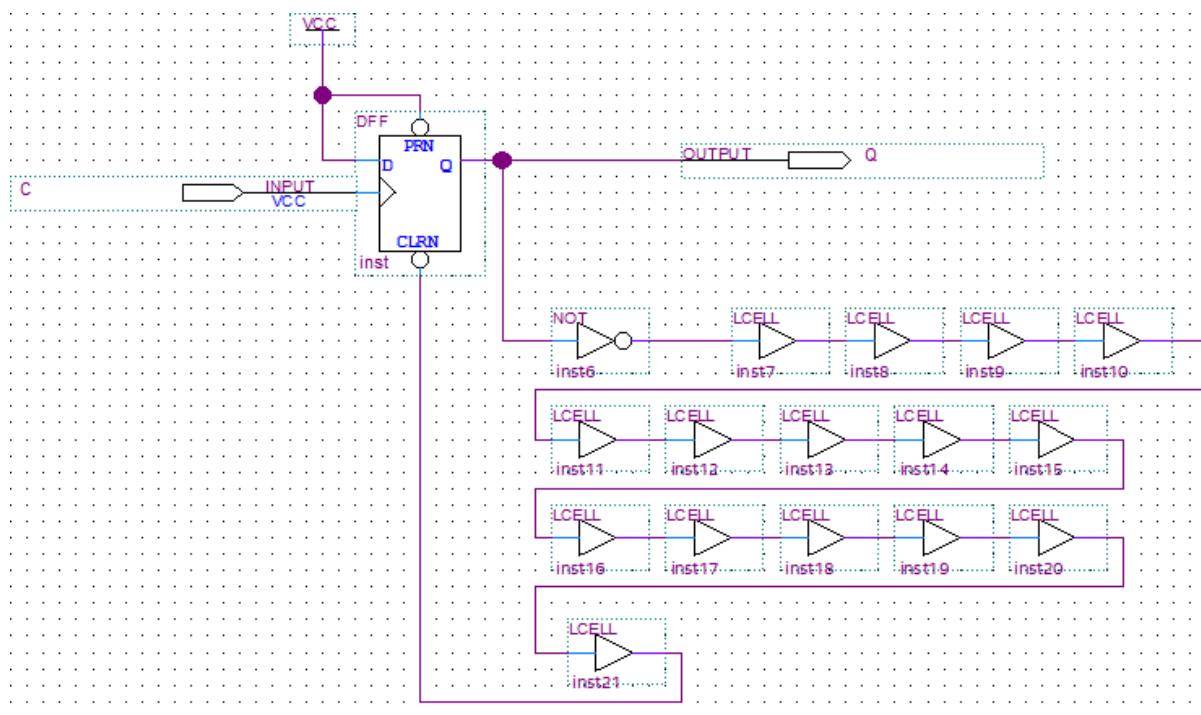 VCC
DFF
PRN
D Q
OUTPUT Q
C INPUT
VCC
CLRN
inst
NOT LCELL LCELL LCELL LCELL
inst6 inst7 inst8 inst9 inst10
LCELL LCELL LCELL LCELL LCELL
inst11 inst12 inst13 inst14 inst15
LCELL LCELL LCELL LCELL LCELL
inst16 inst17 inst18 inst19 inst20
LCELL
inst21